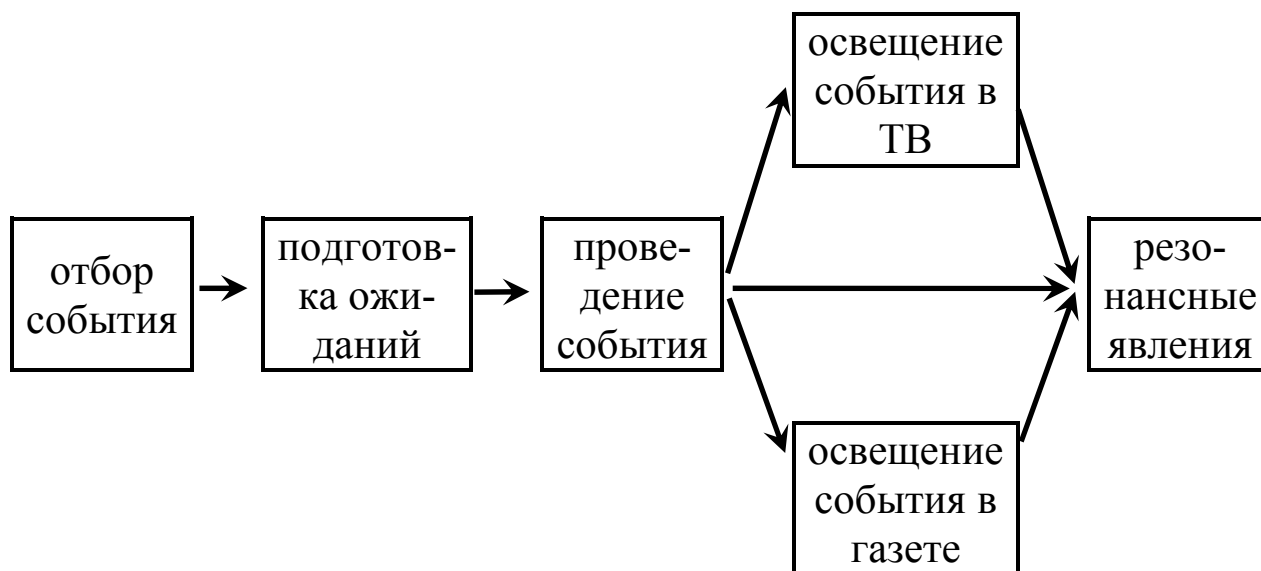 отбор
события
подготов-
ка ожи-
даний
прове-
дение
события
освещение
события в
ТВ
освещение
события в
газете
резо-
нансные
явления